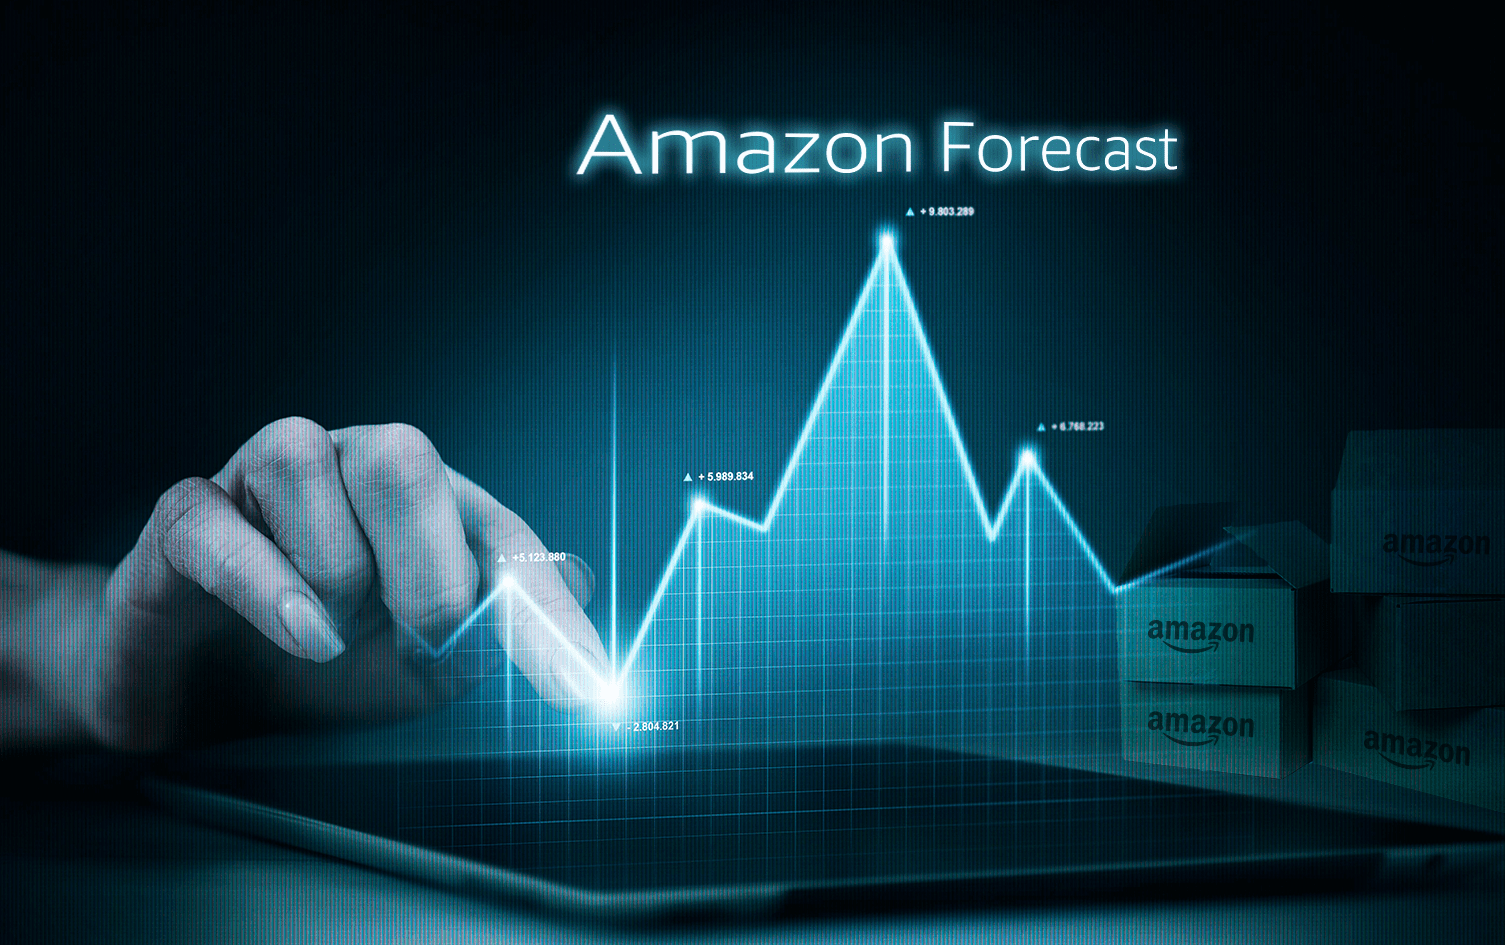 Amazon Forecast
▲ + 9.803.289
▲ + 6.768.223
▲ + 5.989.834
▲ +5.123.880
▼ - 2.804.821
amazon
amazon
amazon
amazon